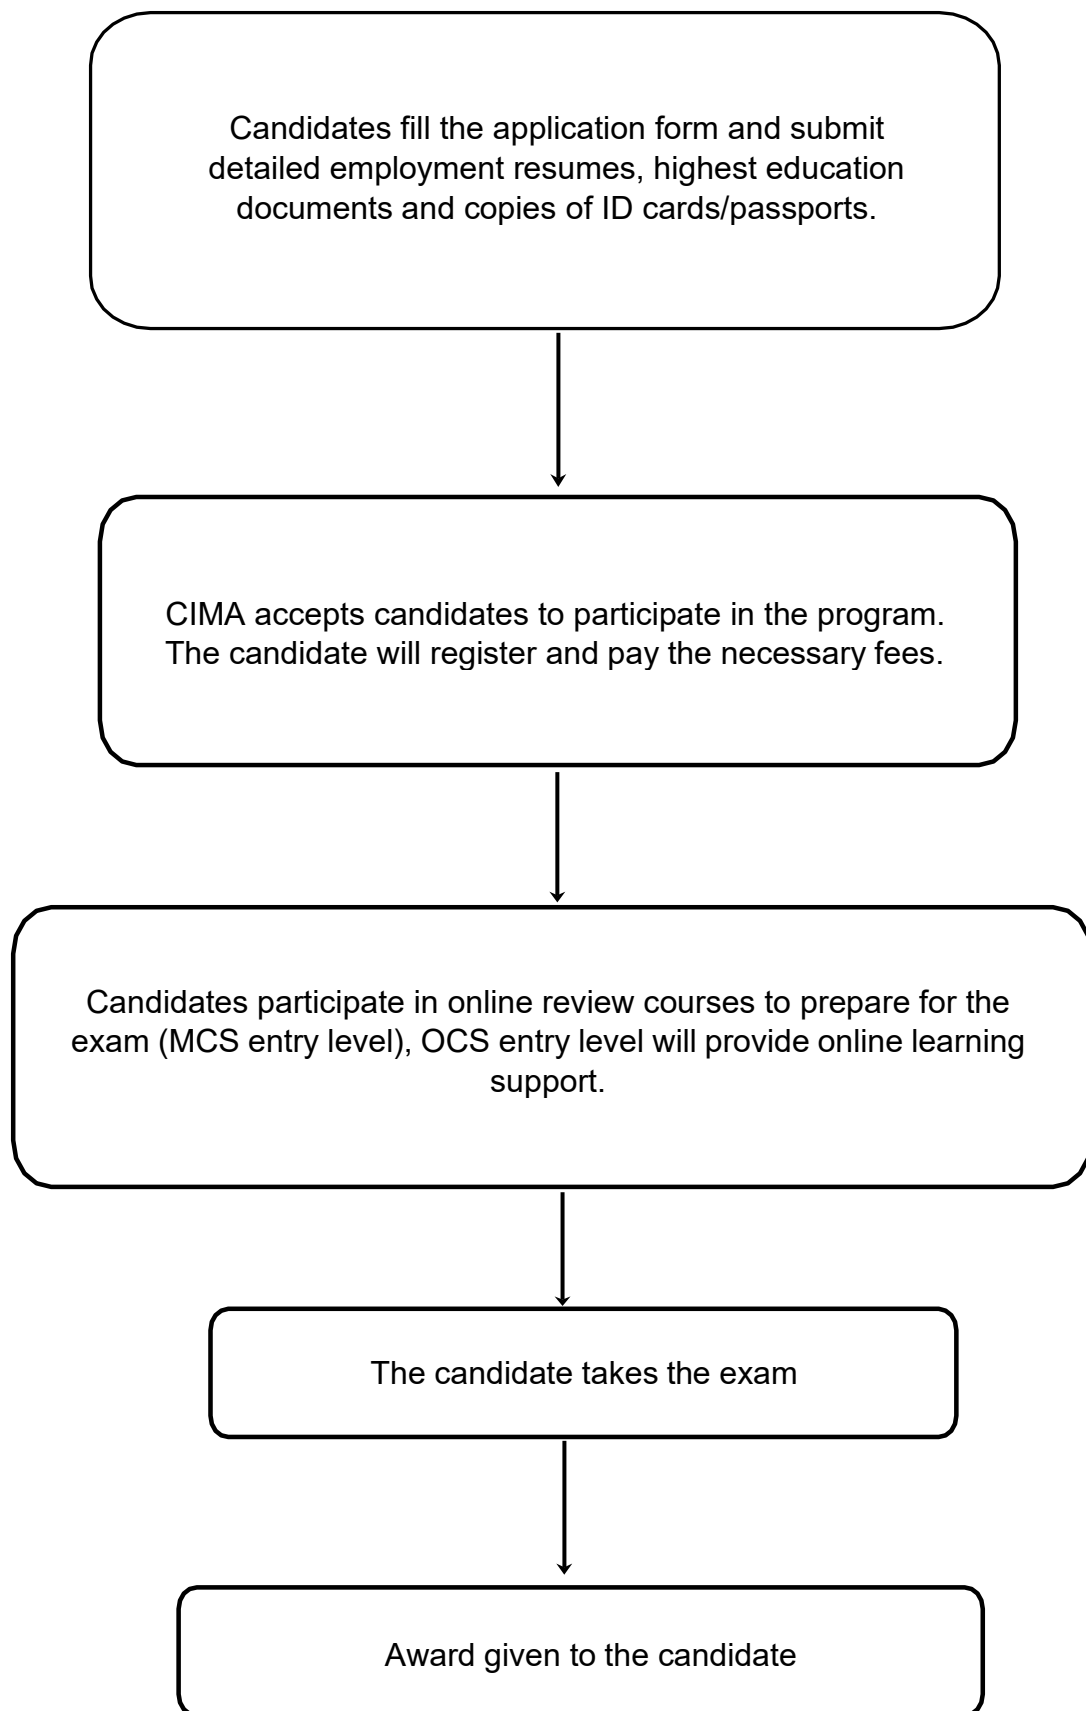 Candidates fill the application form and submit
detailed employment resumes, highest education
documents and copies of ID cards/passports.
CIMA accepts candidates to participate in the program.
The candidate will register and pay the necessary fees.
Candidates participate in online review courses to prepare for the
exam (MCS entry level), OCS entry level will provide online learning
support.
The candidate takes the exam
Award given to the candidate